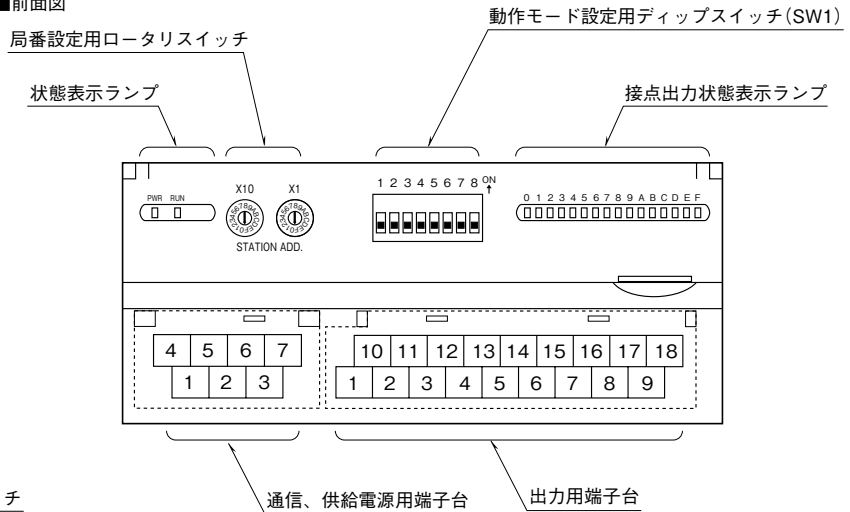 ■前面図
動作モード設定用ディップスイッチ(SW1)
局番設定用ロータリスイッチ
状態表示ランプ
接点出力状態表示ランプ
PWR RUN
X10 X1
STATION ADD.
1 2 3 4 5 6 7 8 ON
↑
0 1 2 3 4 5 6 7 8 9 A B C D E F
4 5 6 7
1 2 3
10 11 12 13 14 15 16 17 18
1 2 3 4 5 6 7 8 9
チ
通信、供給電源用端子台
出力用端子台